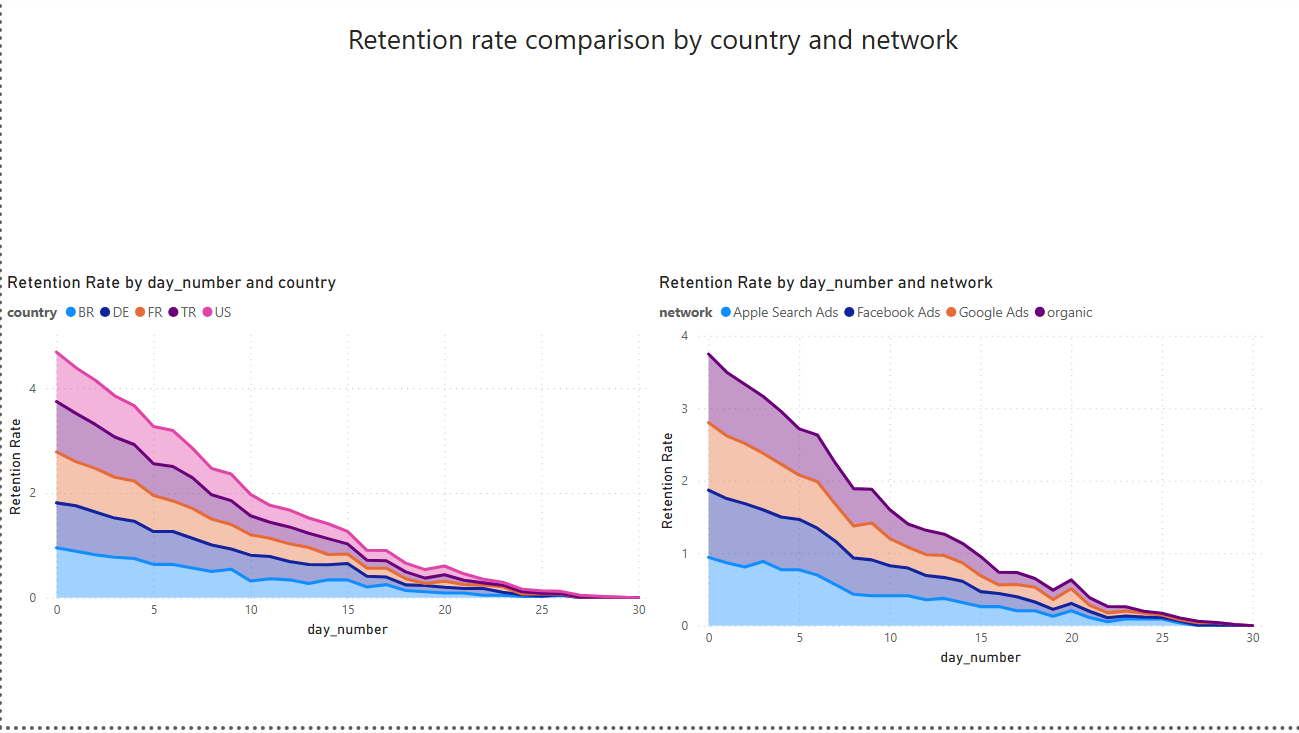 Retention rate comparison by country and network
Retention Rate by day_number and country
country BR DE FR TR US
4
2
0
Retention Rate
0 5 10 15 20 25 30
day_number
Retention Rate by day_number and network
network Apple Search Ads Facebook Ads Google Ads organic
4
3
2
1
0
Retention Rate
0 5 10 15 20 25 30
day_number